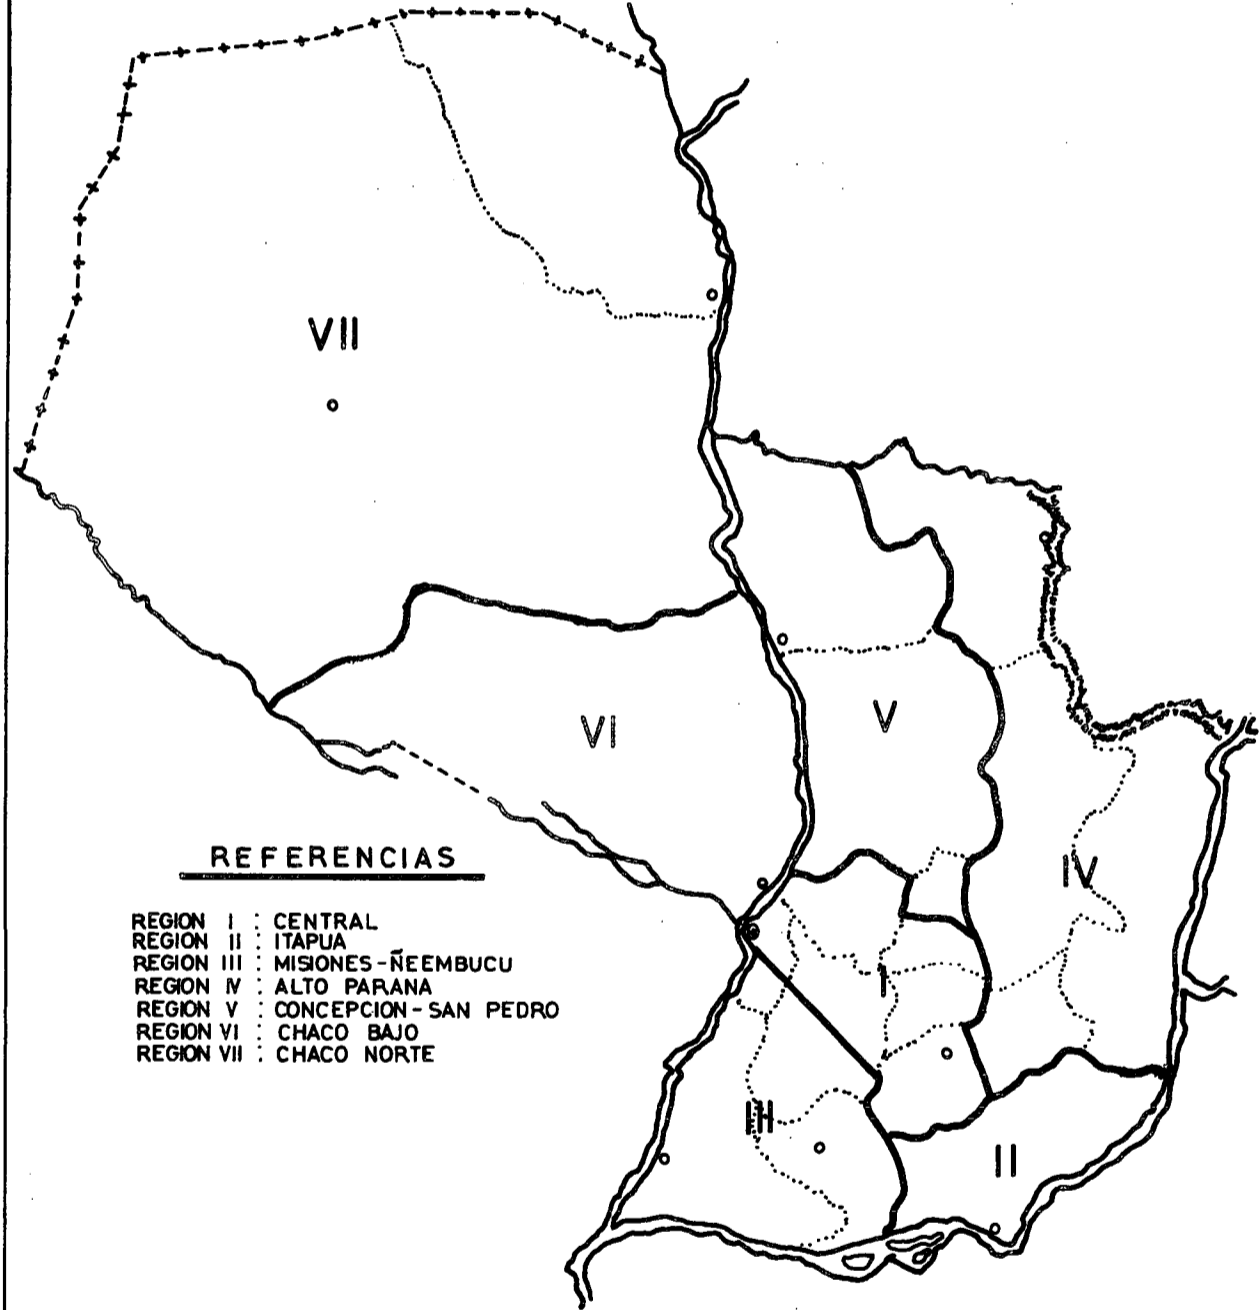 VII
VI
V
IV
I
III
II
REFERENCIAS
REGION I : CENTRAL
REGION II : ITAPUA
REGION III : MISIONES-ÑEEMBUCU
REGION IV : ALTO PARANA
REGION V : CONCEPCION-SAN PEDRO
REGION VI : CHACO BAJO
REGION VII : CHACO NORTE